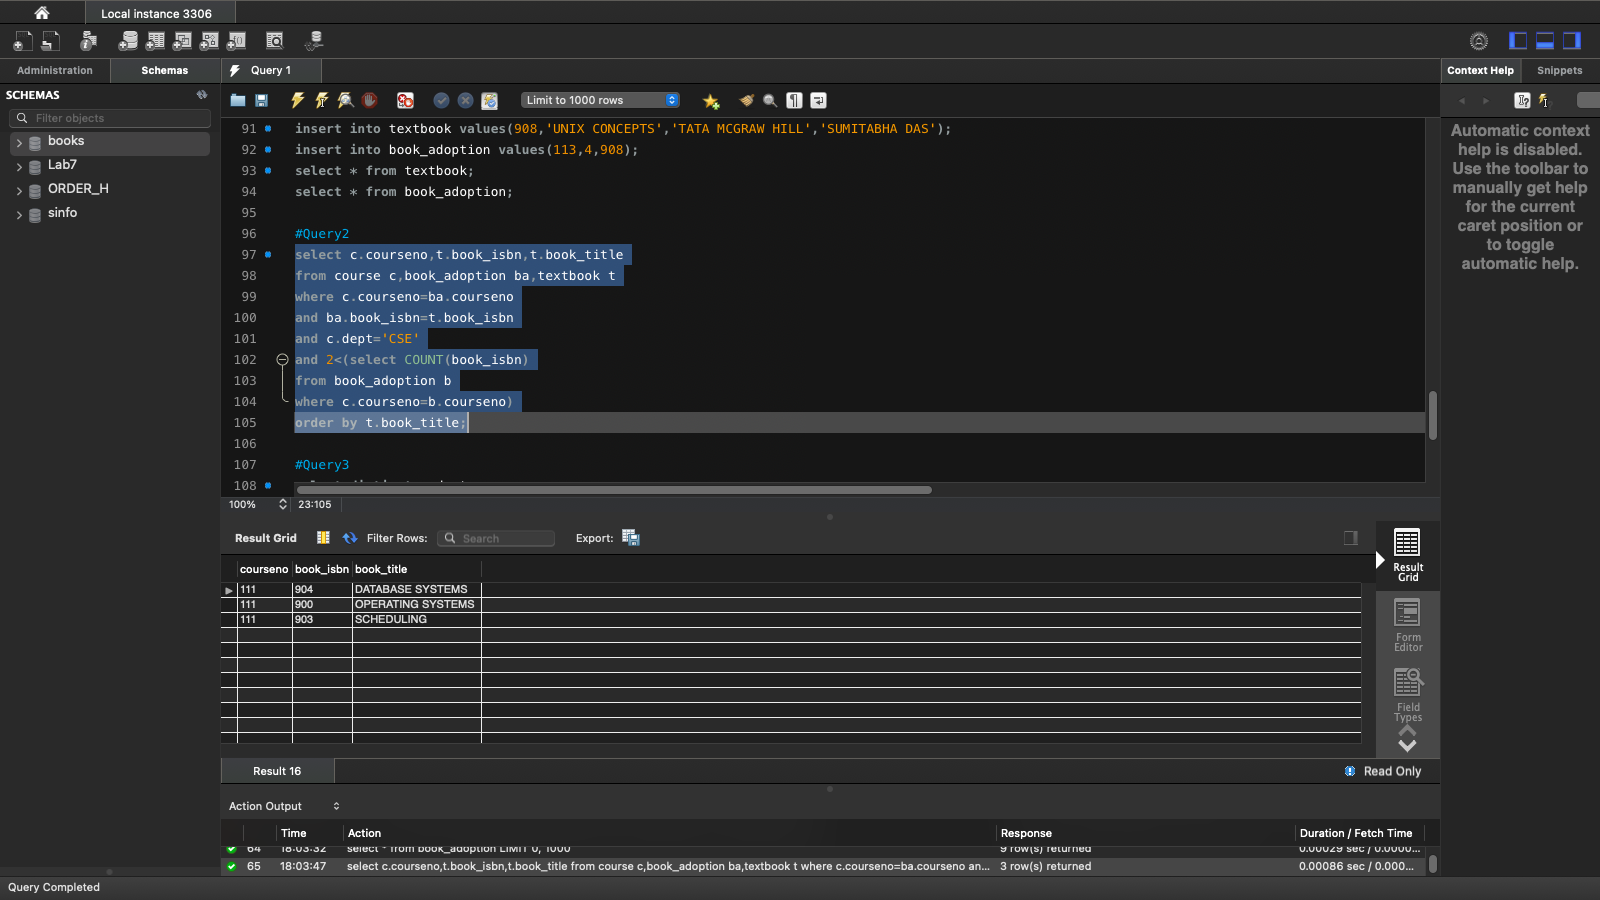 Local instance 3306
Administration
Schemas
Query 1
Context Help
Snippets
SCHEMAS
Filter objects
books
Lab7
ORDER_H
sinfo
Limit to 1000 rows
91 insert into textbook values(908,'UNIX CONCEPTS','TATA MCGRAW HILL','SUMITABHA DAS');
92 insert into book_adoption values(113,4,908);
93 select * from textbook;
94 select * from book_adoption;
95
96 #Query2
97 select c.courseno,t.book_isbn,t.book_title
98 from course c,book_adoption ba,textbook t
99 where c.courseno=ba.courseno
100 and ba.book_isbn=t.book_isbn
101 and c.dept='CSE'
102 and 2<(select COUNT(book_isbn)
103 from book_adoption b
104 where c.courseno=b.courseno)
105 order by t.book_title;
106
107 #Query3
108
100% 23:105
Automatic context
help is disabled.
Use the toolbar to
manually get help
for the current
caret position or
to toggle
automatic help.
Result Grid
Filter Rows:
Search
Export:
courseno book_isbn book_title
111 904 DATABASE SYSTEMS
111 900 OPERATING SYSTEMS
111 903 SCHEDULING
Result
Grid
Form
Editor
Field
Types
Result 16
Read Only
Action Output
Time Action Response Duration / Fetch Time
64 18:03:32 select * from book_adoption LIMIT 0, 1000 9 row(s) returned 0.00029 sec / 0.0000...
65 18:03:47 select c.courseno,t.book_isbn,t.book_title from course c,book_adoption ba,textbook t where c.courseno=ba.courseno an... 3 row(s) returned 0.00086 sec / 0.000...
Query Completed